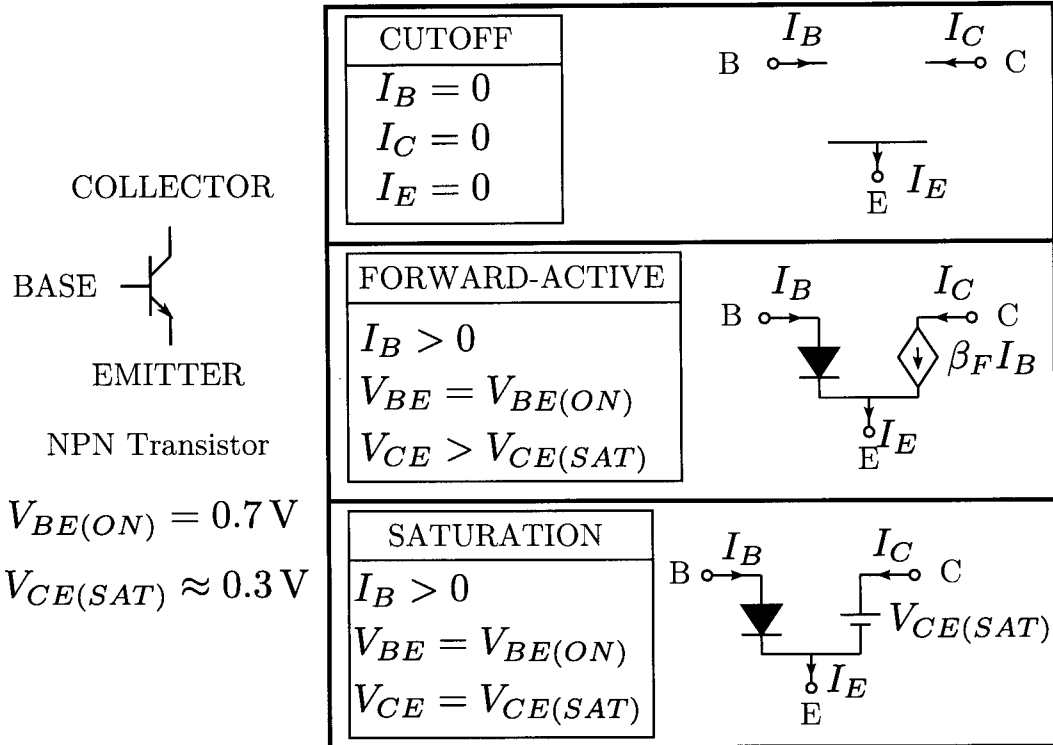 COLLECTOR
BASE
EMITTER
NPN Transistor
V_{BE(ON)} = 0.7 V
V_{CE(SAT)} ≈ 0.3 V
CUTOFF
I_B = 0
I_C = 0
I_E = 0
I_B
I_C
B
C
I_E
E
FORWARD-ACTIVE
I_B > 0
V_{BE} = V_{BE(ON)}
V_{CE} > V_{CE(SAT)}
I_B
I_C
B
C
β_F I_B
I_E
E
SATURATION
I_B > 0
V_{BE} = V_{BE(ON)}
V_{CE} = V_{CE(SAT)}
I_B
I_C
B
C
V_{CE(SAT)}
I_E
E